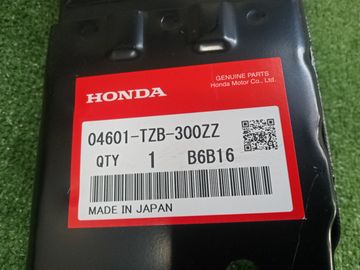 GENUINE PARTS
Honda Motor Co., Ltd.
HONDA
04601-TZB-300ZZ
QTY 1 B6B16
MADE IN JAPAN